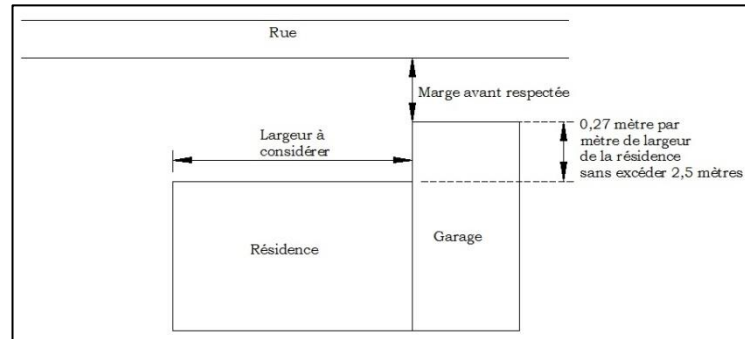 Rue
Marge avant respectée
Largeur à
considérer
0,27 mètre par
mètre de largeur
de la résidence
sans excéder 2,5 mètres
Résidence
Garage